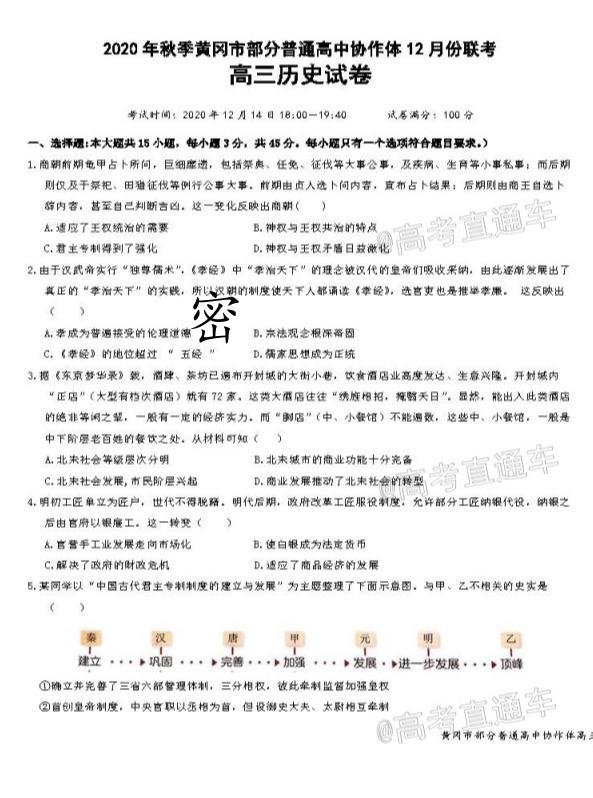 2020年秋季黄冈市部分普通高中协作体12月份联考
高三历史试卷
考试时间：2020年12月14日18:00—19:40 试卷满分：100分
一、选择题:本大题共15小题，每小题3分，共45分。每小题只有一个选项符合题目要求。）
1.商朝前期龟甲占卜所问，巨细靡遗，包括祭典、任免、征伐等大事公事，及疾病、生育等小事私事；而后期
则仅及于祭祀、田猎征伐等例行公事大事。前期由贞人选卜问内容，宣布占卜结果；后期则由商王自选卜
辞内容，甚至自己判断吉凶。这一变化反映出商朝( )
A.适应了王权统治的需要 B.神权与王权共治的特点
C.君主专制得到了强化 D.神权与王权矛盾日益激化
2.由于汉武帝实行“独尊儒术”,《孝经》中“孝治天下”的理念被汉代的皇帝们吸收采纳，由此逐渐发展出了
真正的“孝治天下”的实践，所以汉朝的制度使天下人都诵读《孝经》，选官吏也是推举孝廉。 这反映出
（ ）
A.孝成为普遍接受的伦理道德 B.宗法观念根深蒂固
C.《孝经》的地位超过 “ 五经 ” D.儒家思想成为正统
密
3.据《东京梦华录》载，酒肆、茶坊已遍布开封城的大街小巷，饮食酒店业高度发达、生意兴隆。开封城内
“正店”（大型有档次酒店）就有72家。这类大酒店往往“绣旗相招，掩翳天日”。显然，能出入此类酒店
的绝非等闲之辈，一般有一定的经济实力。而“脚店”（中、小餐馆）不能遍数，这些中、小餐馆，一般是
中下阶层老百姓的餐饮之处。从材料可知（ ）
A.北宋社会等级层次分明 B.北宋城市的商业功能十分完备
C.北宋社会发展,市民阶层兴起 D.商业发展推动了北宋社会的转型
4.明初工匠单立为匠户，世代不得脱籍。明代后期，政府改革工匠服役制度，允许部分工匠纳银代役，纳银之
后由官府以银雇工。这一转变（ ）
A.官营手工业发展走向市场化 B.使白银成为法定货币
C.解决了政府的财政危机 D.适应了商品经济的发展
5.某同学以“中国古代君主专制制度的建立与发展”为主题整理了下面示意图。与甲、乙不相关的史实是
（ ）
秦 汉 唐 甲 元 明 乙
建立 巩固 完善 加强 发展 进一步发展 顶峰
①确立并完善了三省六部管理体制，三分相权，彼此牵制监督加强皇权
②首创皇帝制度，中央官职以丞相为首，但设御史大夫、太尉相互牵制
黄冈市部分普通高中协作体高三
@高考直通车
@高考直通车
@高考直通车